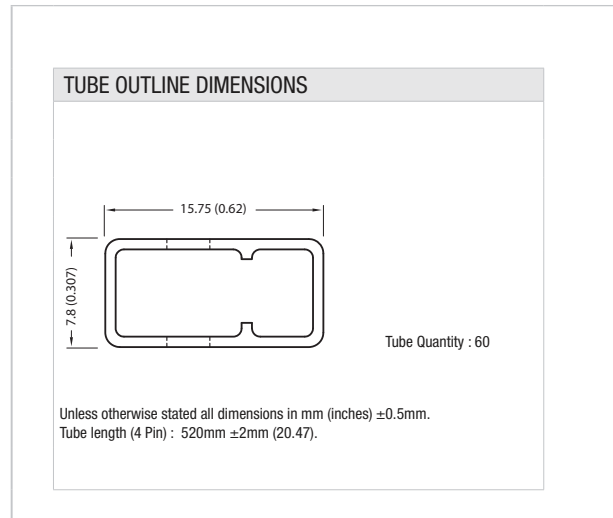 TUBE OUTLINE DIMENSIONS
15.75 (0.62)
7.8 (0.307)
Tube Quantity : 60
Unless otherwise stated all dimensions in mm (inches) ±0.5mm.
Tube length (4 Pin) : 520mm ±2mm (20.47).